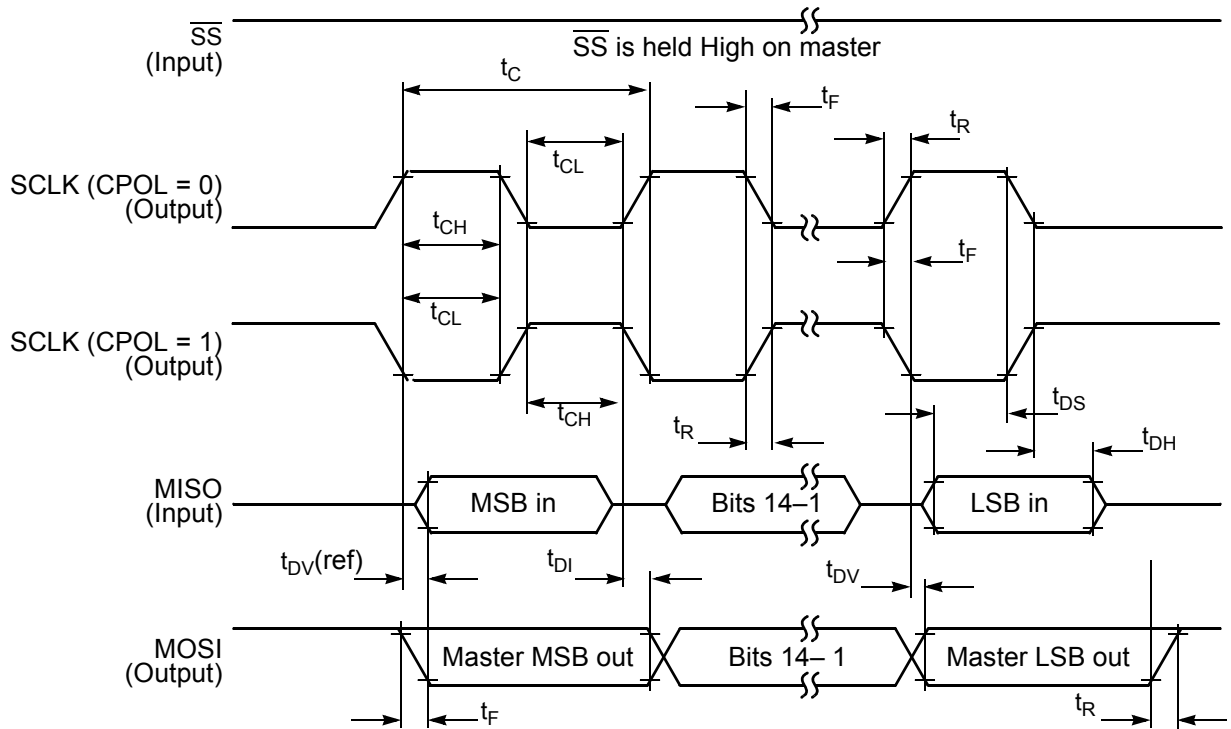 SS
(Input)
SS is held High on master
tC
tF
tR
tCL
SCLK (CPOL = 0)
(Output)
tCH
tF
tCL
SCLK (CPOL = 1)
(Output)
tCH
tDS
tR
tDH
MISO
(Input)
MSB in
Bits 14–1
LSB in
tDV(ref)
tDI
tDV
MOSI
(Output)
Master MSB out
Bits 14– 1
Master LSB out
tF
tR